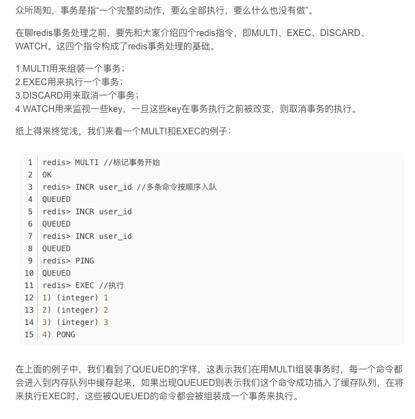 众所周知，事务是指“一个完整的动作，要么全部执行，要么什么也没有做”。
在聊redis事务处理之前，要先和大家介绍四个redis指令，即MULTI、EXEC、DISCARD、
WATCH。这四个指令构成了redis事务处理的基础。
1.MULTI用来组装一个事务；
2.EXEC用来执行一个事务；
3.DISCARD用来取消一个事务；
4.WATCH用来监视一些key，一旦这些key在事务执行之前被改变，则取消事务的执行。
纸上得来终觉浅，我们来看一个MULTI和EXEC的例子：
1 redis> MULTI //标记事务开始
2 OK
3 redis> INCR user_id //多条命令按顺序入队
4 QUEUED
5 redis> INCR user_id
6 QUEUED
7 redis> INCR user_id
8 QUEUED
9 redis> PING
10 QUEUED
11 redis> EXEC //执行
12 1) (integer) 1
13 2) (integer) 2
14 3) (integer) 3
15 4) PONG
在上面的例子中，我们看到了QUEUED的字样，这表示我们在用MULTI组装事务时，每一个命令都
会进入到内存队列中缓存起来，如果出现QUEUED则表示我们这个命令成功插入了缓存队列，在将
来执行EXEC时，这些被QUEUED的命令都会被组装成一个事务来执行。